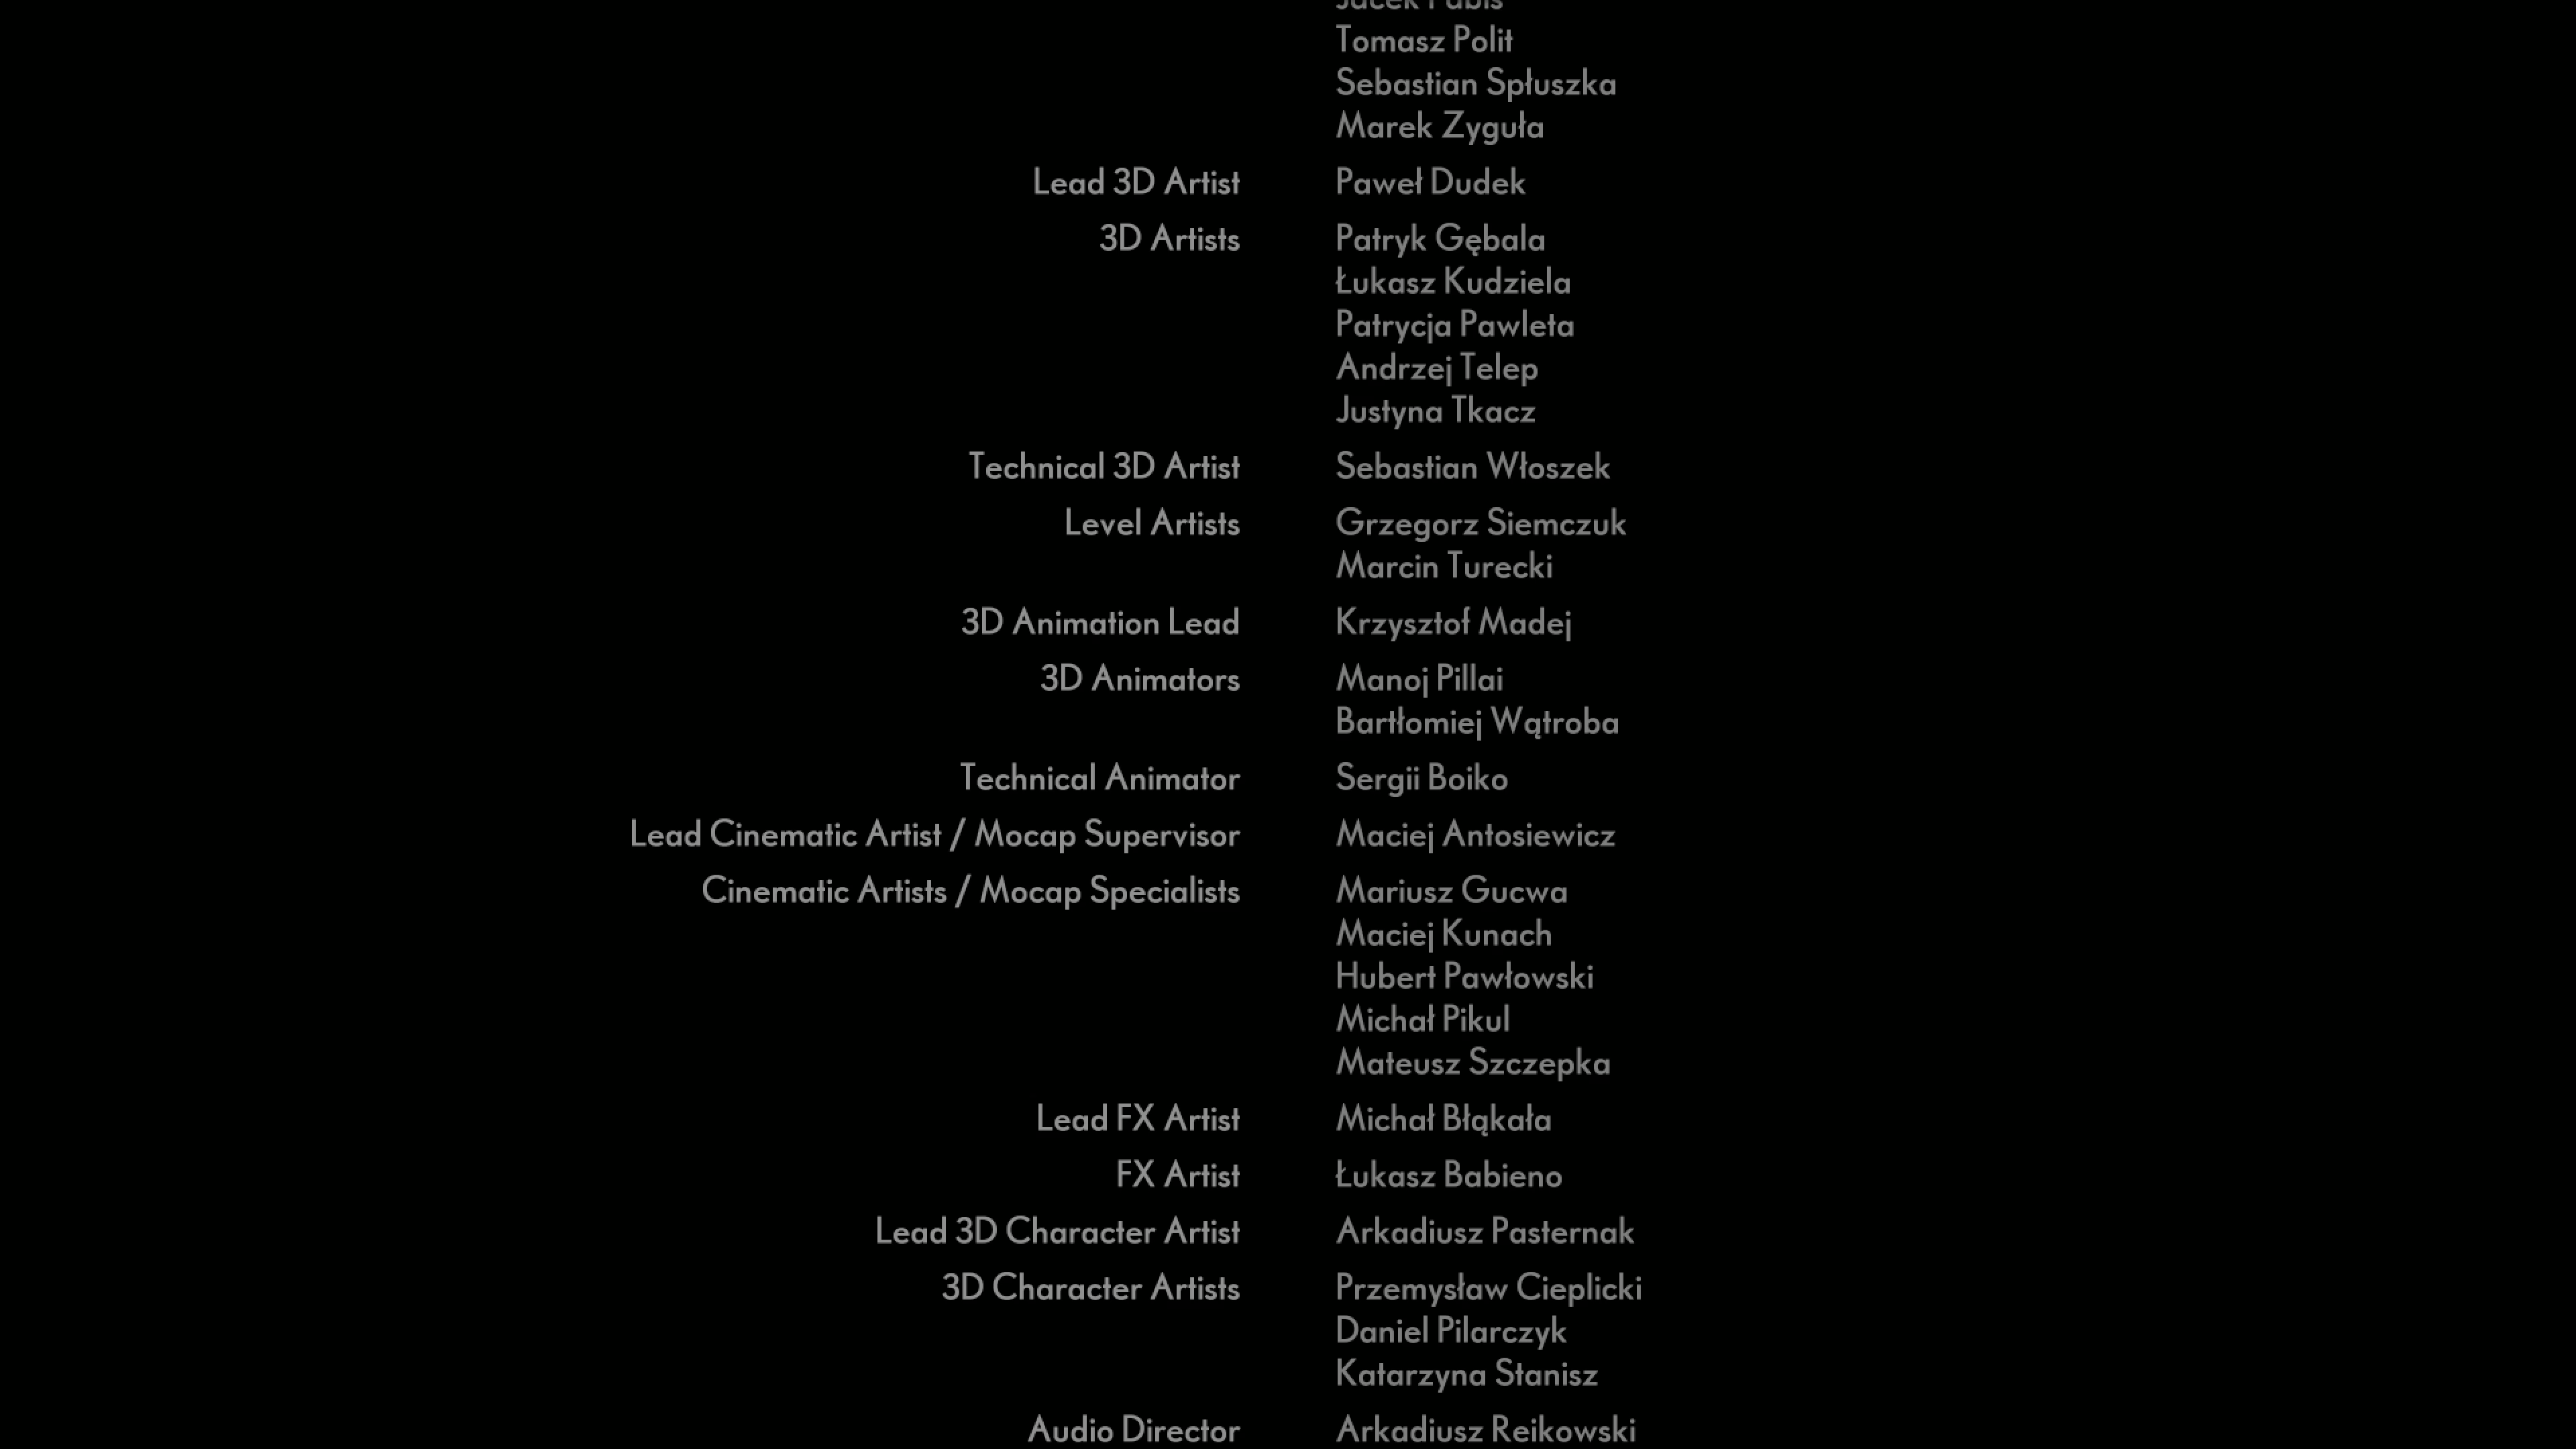 Tomasz Polit
Sebastian Spłuszka
Marek Zyguła
Lead 3D Artist Paweł Dudek
3D Artists Patryk Gębala
Łukasz Kudziela
Patrycja Pawleta
Andrzej Telep
Justyna Tkacz
Technical 3D Artist Sebastian Włoszek
Level Artists Grzegorz Siemczuk
Marcin Turecki
3D Animation Lead Krzysztof Madej
3D Animators Manoj Pillai
Bartłomiej Wątroba
Technical Animator Sergii Boiko
Lead Cinematic Artist / Mocap Supervisor Maciej Antosiewicz
Cinematic Artists / Mocap Specialists Mariusz Gucwa
Maciej Kunach
Hubert Pawłowski
Michał Pikul
Mateusz Szczepka
Lead FX Artist Michał Błąkała
FX Artist Łukasz Babieno
Lead 3D Character Artist Arkadiusz Pasternak
3D Character Artists Przemysław Cieplicki
Daniel Pilarczyk
Katarzyna Stanisz
Audio Director Arkadiusz Reikowski